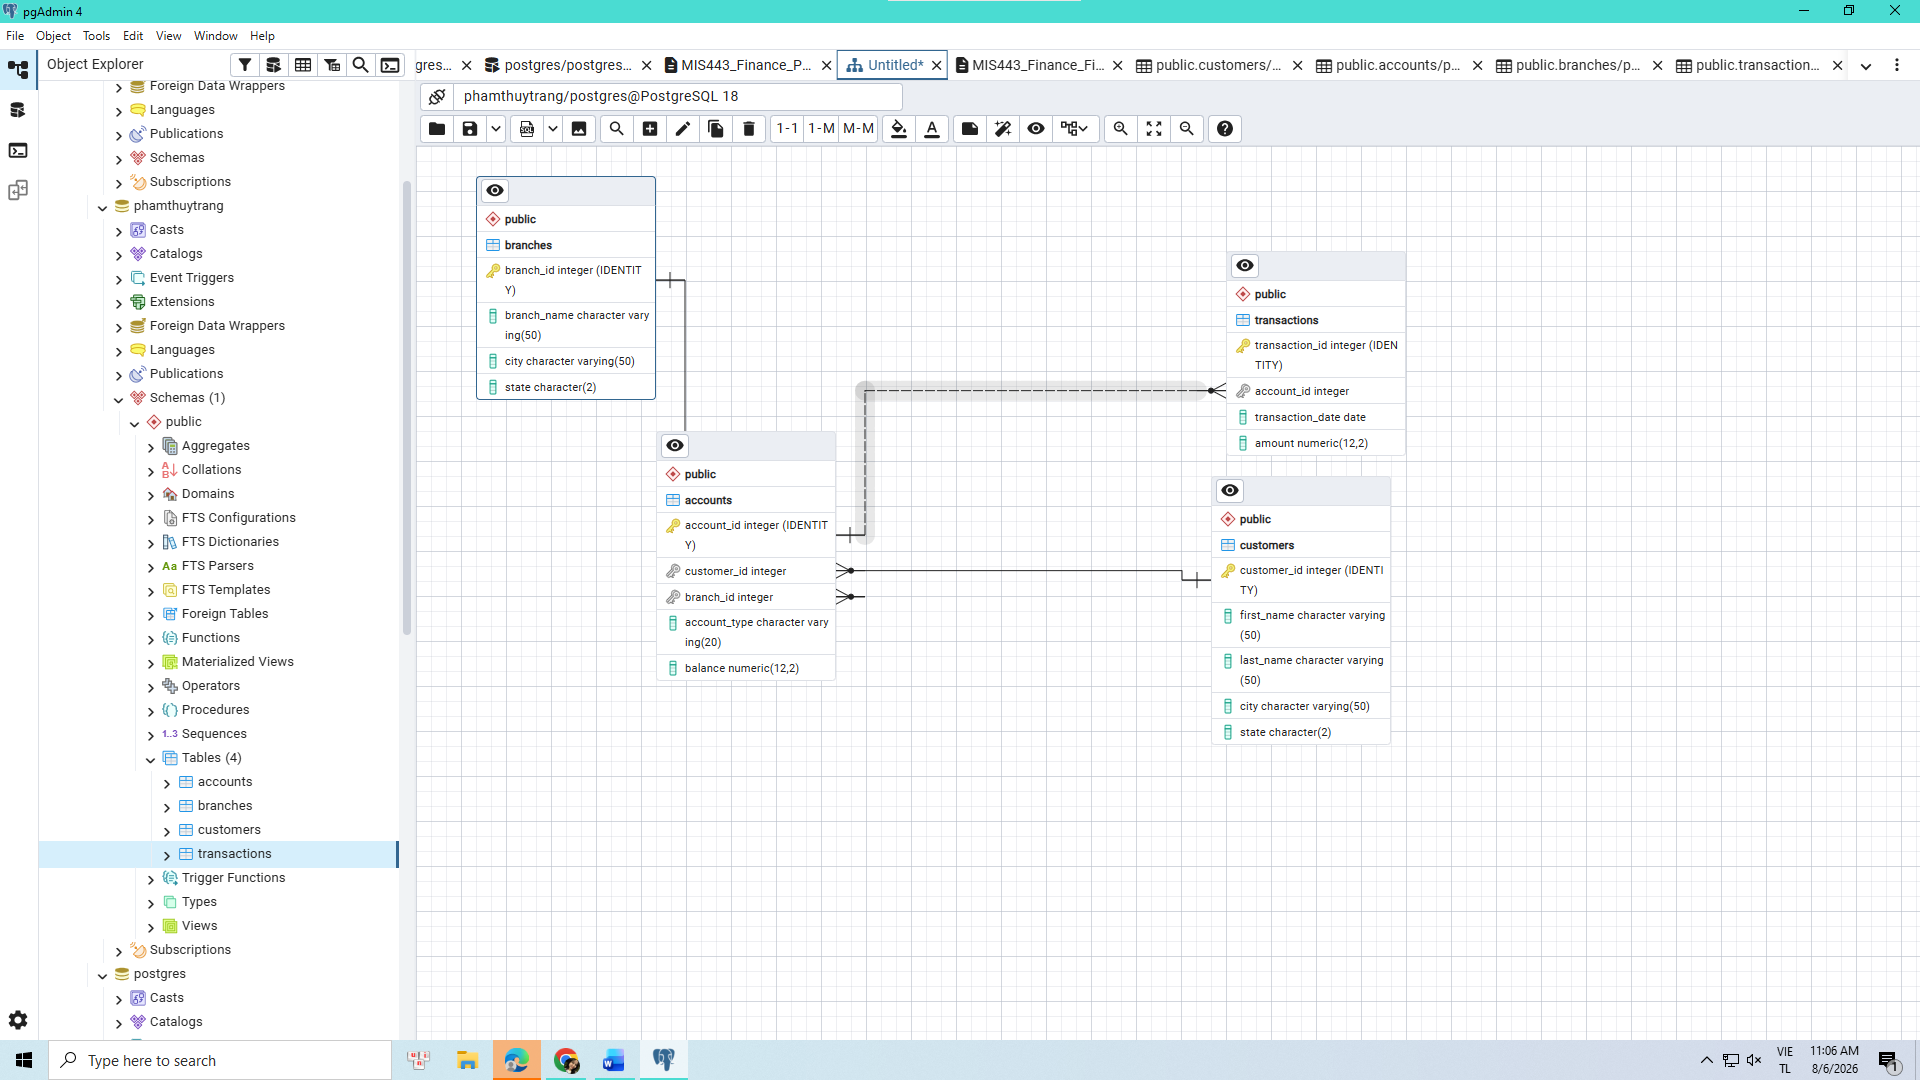 pgAdmin 4
File Object Tools Edit View Window Help
Object Explorer
gres...
postgres/postgres...
MIS443_Finance_P...
Untitled*
MIS443_Finance_Fi...
public.customers/...
public.accounts/p...
public.branches/p...
public.transaction...
phamthuytrang/postgres@PostgreSQL 18
SQL
1-1
1-M
M-M
A
Foreign Data Wrappers
Languages
Publications
Schemas
Subscriptions
phamthuytrang
Casts
Catalogs
Event Triggers
Extensions
Foreign Data Wrappers
Languages
Publications
Schemas (1)
public
Aggregates
Collations
Domains
FTS Configurations
FTS Dictionaries
Aa FTS Parsers
FTS Templates
Foreign Tables
Functions
Materialized Views
Operators
Procedures
1..3 Sequences
Tables (4)
accounts
branches
customers
transactions
Trigger Functions
Types
Views
Subscriptions
postgres
Casts
Catalogs
public
branches
branch_id integer (IDENTIT
Y)
branch_name character vary
ing(50)
city character varying(50)
state character(2)
public
accounts
account_id integer (IDENTIT
Y)
customer_id integer
branch_id integer
account_type character vary
ing(20)
balance numeric(12,2)
public
transactions
transaction_id integer (IDEN
TITY)
account_id integer
transaction_date date
amount numeric(12,2)
public
customers
customer_id integer (IDENTI
TY)
first_name character varying
(50)
last_name character varying
(50)
city character varying(50)
state character(2)
Type here to search
VIE
TL
11:06 AM
8/6/2026
1